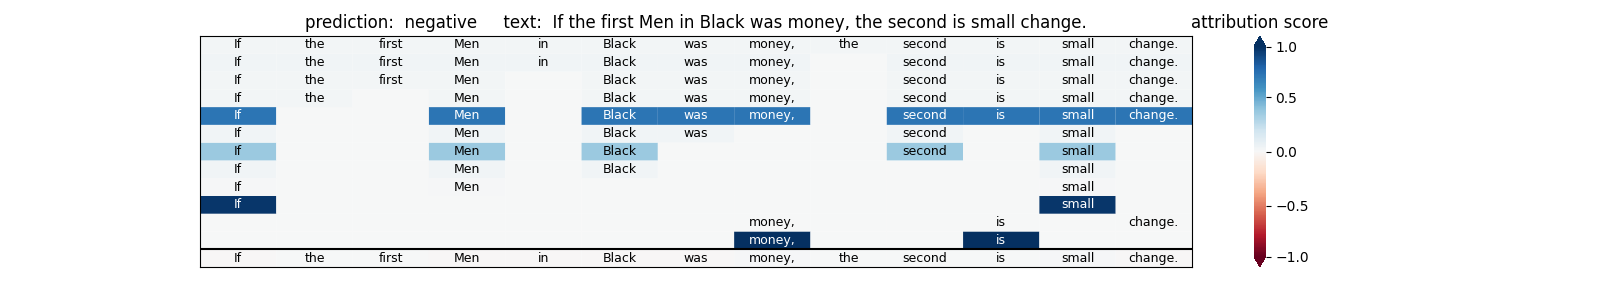 prediction: negative text: If the first Men in Black was money, the second is small change. attribution score
If the first Men in Black was money, the second is small change. 1.0
If the first Men in Black was money, second is small change.
If the first Men Black was money, second is small change.
If the Men Black was money, second is small change. 0.5
If Men Black was money, second is small change.
If Men Black was second small
If Men Black second small 0.0
If Men Black small
If Men small
If small −0.5
money, is change.
money, is
If the first Men in Black was money, the second is small change. −1.0